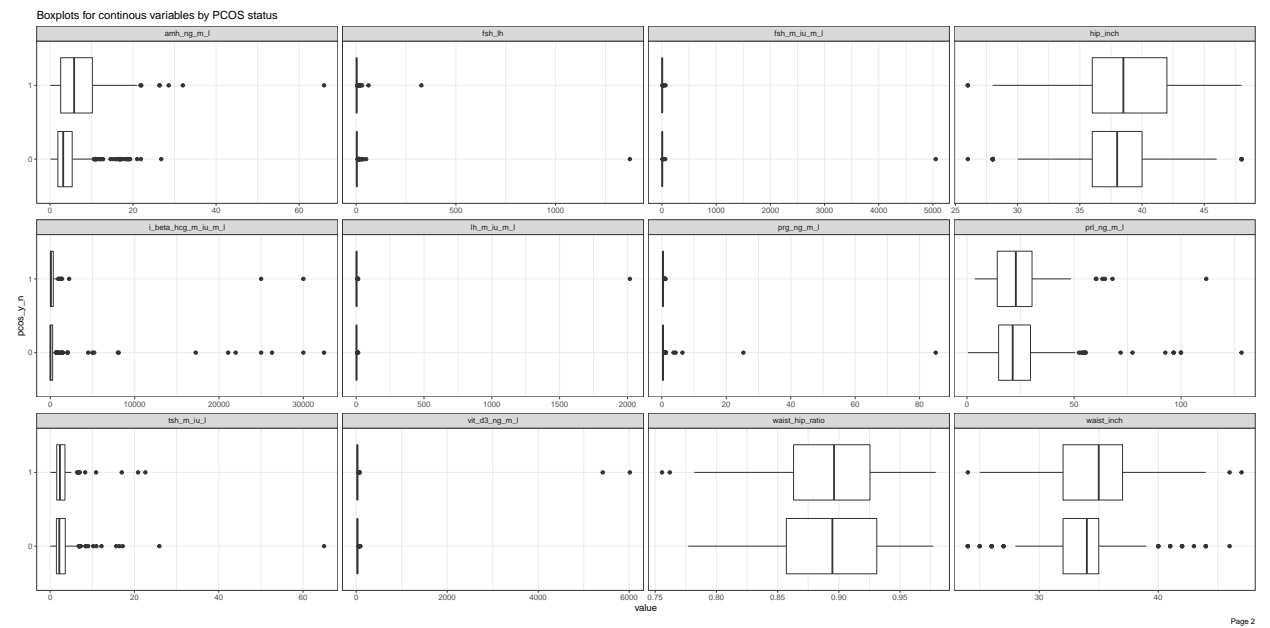 Boxplots for continous variables by PCOS status
amh_ng_m_l
fsh_lh
fsh_m_iu_m_l
hip_inch
1
0
0 20 40 60
0 500 1000
0 1000 2000 3000 4000 5000
25 30 35 40 45
i_beta_hcg_m_iu_m_l
lh_m_iu_m_l
prg_ng_m_l
prl_ng_m_l
pcos_y_n
1
0
0 10000 20000 30000
0 500 1000 1500 2000
0 20 40 60 80
0 50 100
tsh_m_iu_l
vit_d3_ng_m_l
waist_hip_ratio
waist_inch
1
0
0 20 40 60
0 2000 4000 6000
0.75 0.80 0.85 0.90 0.95
30 40
value
Page 2